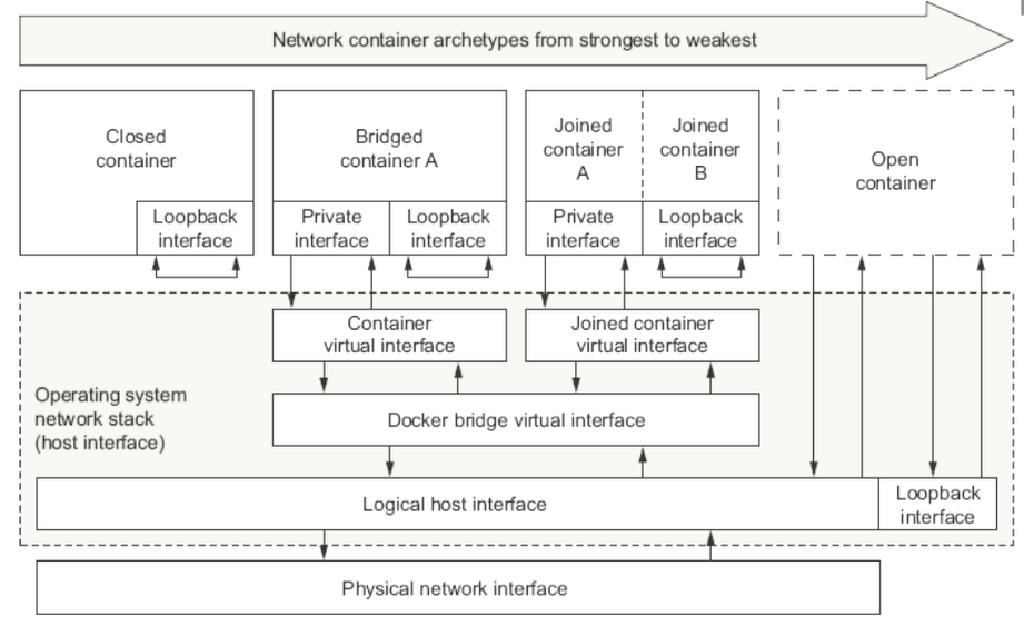 Network container archetypes from strongest to weakest
Closed
container
Loopback
interface
Bridged
container A
Private
interface
Loopback
interface
Joined
container
A
Joined
container
B
Private
interface
Loopback
interface
Open
container
Container
virtual interface
Joined container
virtual interface
Operating system
network stack
(host interface)
Docker bridge virtual interface
Logical host interface
Loopback
interface
Physical network interface